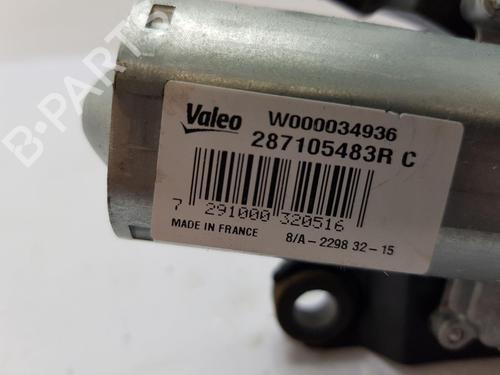 Valeo W000034936
287105483R C
7 291000 320516
MADE IN FRANCE 8/A-2298 32-15
B-PARTS